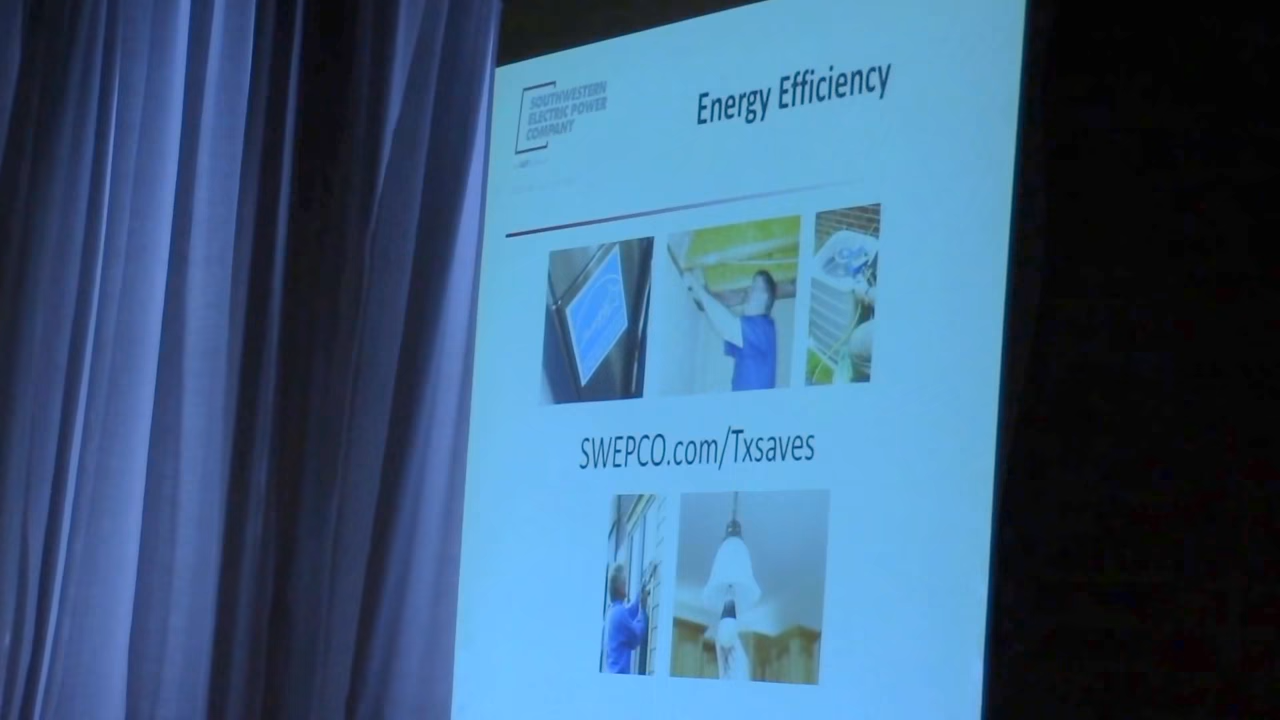 SOUTHWESTERN
ELECTRIC POWER
COMPANY
Energy Efficiency
SWEPCO.com/Txsaves